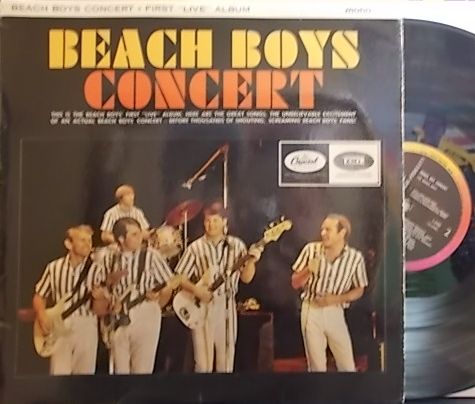 BEACH BOYS CONCERT • FIRST "LIVE" ALBUM
mono
BEACH BOYS
CONCERT
THIS IS THE BEACH BOYS' FIRST "LIVE" ALBUM. HERE ARE THE GREAT SONGS, THE UNBELIEVABLE EXCITEMENT
OF AN ACTUAL BEACH BOYS CONCERT – BEFORE THOUSANDS OF SHOUTING, SCREAMING BEACH BOYS FANS!
Capitol
EMI
2